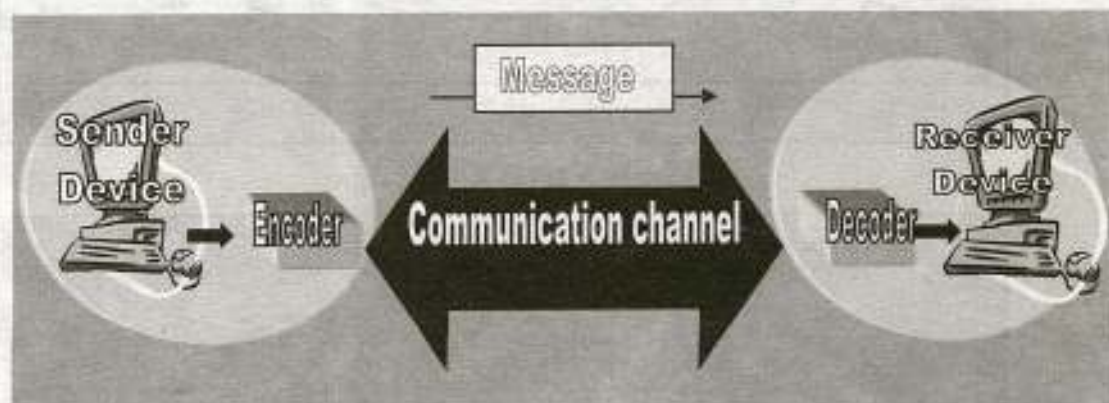 Message
Sender
Device
Encoder
Communication channel
Decoder
Receiver
Device